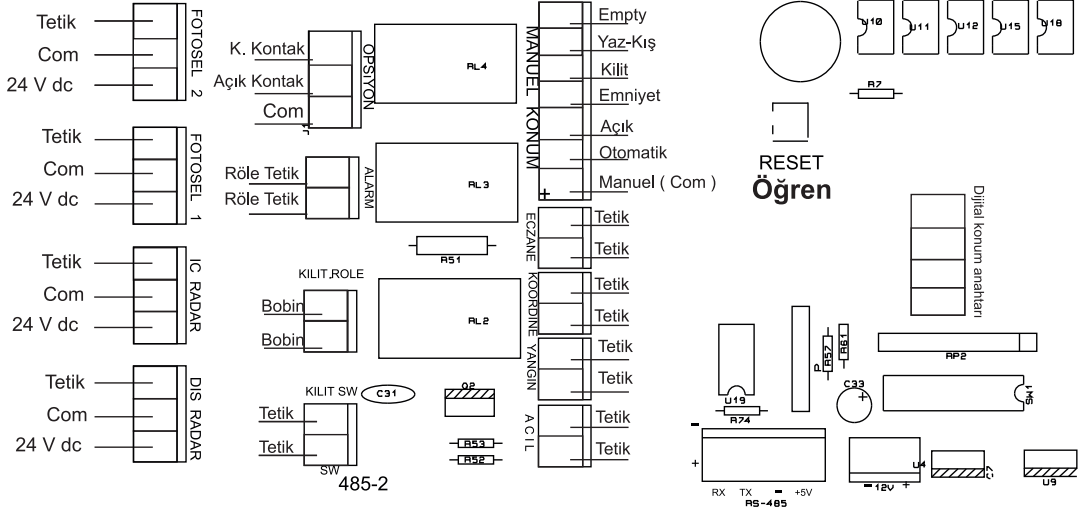 Tetik
Com
24 V dc
FOTOSEL 2
Tetik
Com
24 V dc
FOTOSEL 1
Tetik
Com
24 V dc
IC RADAR
Tetik
Com
24 V dc
DIS RADAR
K. Kontak
Açık Kontak
Com
OPSİYON
J1
RL4
Röle Tetik
Röle Tetik
ALARM
RL3
R51
KILIT,ROLE
Bobin
Bobin
RL2
KILIT SW
Tetik
Tetik
SW
485-2
C31
Q2
R53
R52
MANUEL KONUM
+
Empty
Yaz-Kış
Kilit
Emniyet
Açık
Otomatik
Manuel ( Com )
ECZANE
Tetik
Tetik
KOORDINE
Tetik
Tetik
YANGIN
Tetik
Tetik
A C I L
Tetik
Tetik
U10
U11
U12
U15
U18
R7
RESET
Öğren
Dijital konum anahtarı
U19
R74
P
R57
R61
C33
+
RP2
SW1
-
+
RX TX - +5V
RS-485
- 12V +
U4
C7
U9